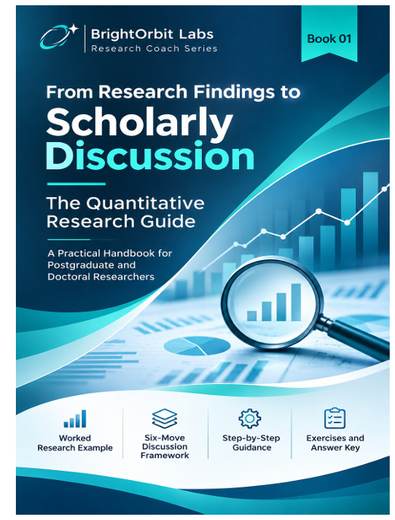 BrightOrbit Labs
Research Coach Series
Book 01
From Research Findings to
Scholarly
Discussion
The Quantitative
Research Guide
A Practical Handbook for
Postgraduate and
Doctoral Researchers
Worked
Research Example
Six-Move
Discussion
Framework
Step-by-Step
Guidance
Exercises and
Answer Key